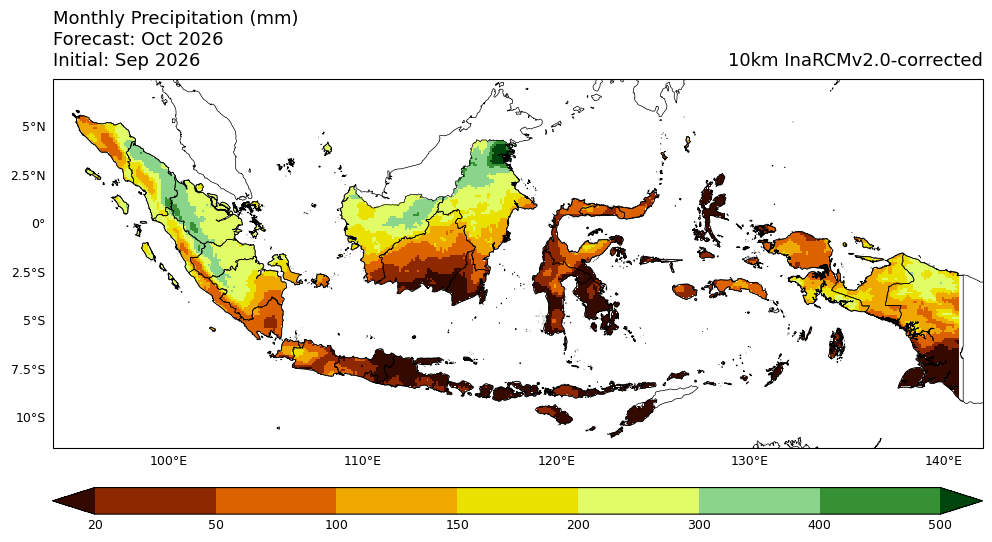 Monthly Precipitation (mm)
Forecast: Oct 2026
Initial: Sep 2026
10km InaRCMv2.0-corrected
5°N
2.5°N
0°
2.5°S
5°S
7.5°S
10°S
100°E 110°E 120°E 130°E 140°E
20 50 100 150 200 300 400 500